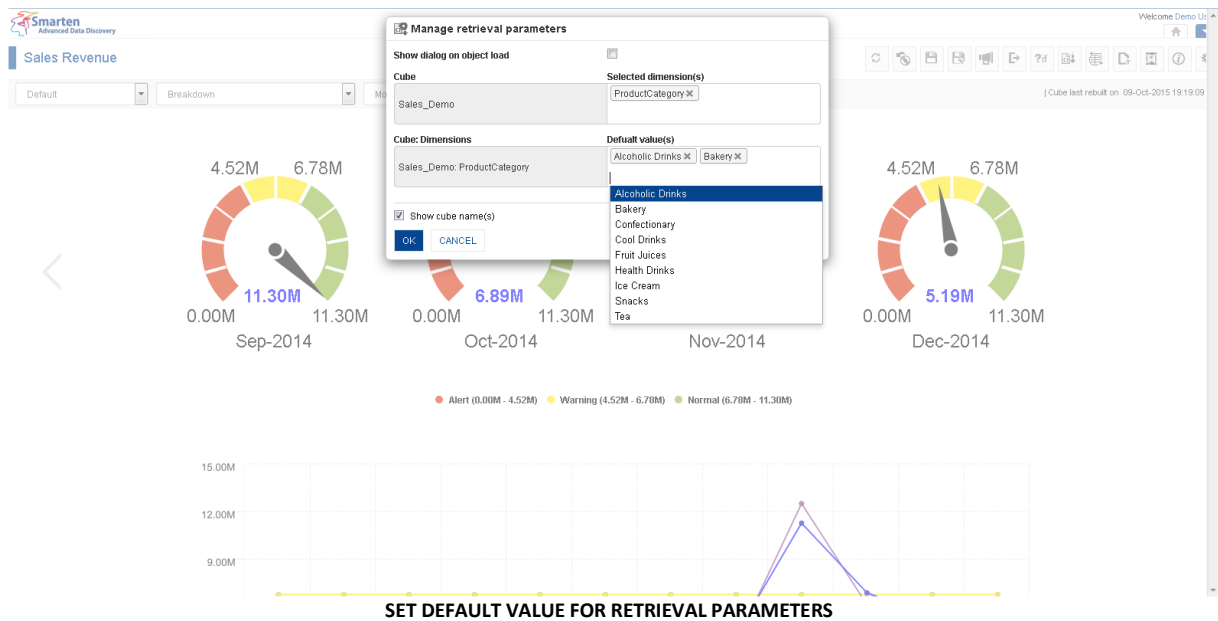 Smarten
Advanced Data Discovery
Welcome Demo Us
Sales Revenue
?if
Default
Breakdown
Mo
| Cube last rebuilt on 09-Oct-2015 19:19:09
Manage retrieval parameters
Show dialog on object load
Cube
Selected dimension(s)
Sales_Demo
ProductCategory
Cube: Dimensions
Defualt value(s)
Sales_Demo: ProductCategory
Alcoholic Drinks
Bakery
Alcoholic Drinks
Bakery
Confectionary
Cool Drinks
Fruit Juices
Health Drinks
Ice Cream
Snacks
Tea
Show cube name(s)
OK
CANCEL
4.52M 6.78M
11.30M
0.00M 11.30M
Sep-2014
6.89M
0.00M 11.30M
Oct-2014
Nov-2014
4.52M 6.78M
5.19M
0.00M 11.30M
Dec-2014
Alert (0.00M - 4.52M) Warning (4.52M - 6.78M) Normal (6.78M - 11.30M)
15.00M
12.00M
9.00M
SET DEFAULT VALUE FOR RETRIEVAL PARAMETERS